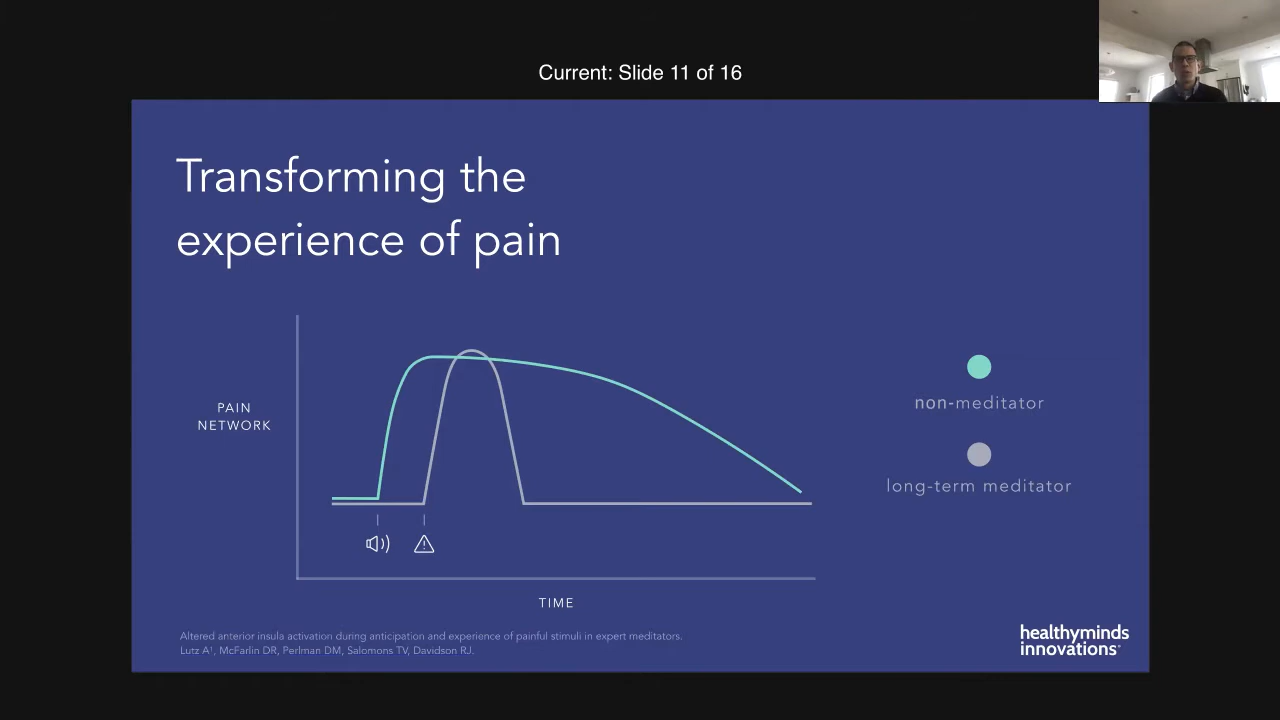 Current: Slide 11 of 16
Transforming the
experience of pain
PAIN
NETWORK
non-meditator
long-term meditator
TIME
Altered anterior insula activation during anticipation and experience of painful stimuli in expert meditators.
Lutz A¹, McFarlin DR, Perlman DM, Salomons TV, Davidson RJ.
healthyminds
innovations™